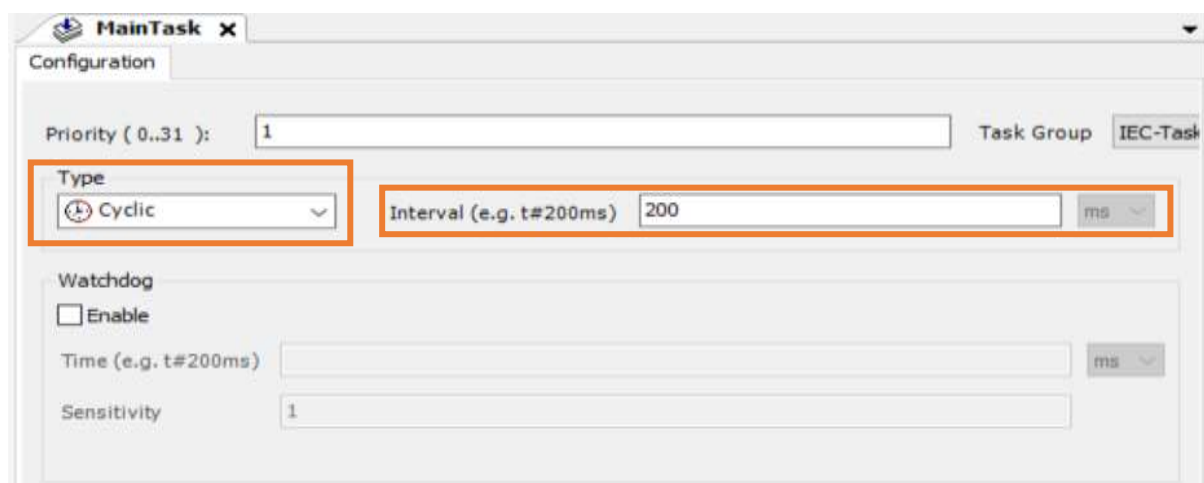 MainTask
Configuration
Priority ( 0..31 ): 1 Task Group IEC-Task
Type
Cyclic Interval (e.g. t#200ms) 200 ms
Watchdog
Enable
Time (e.g. t#200ms) ms
Sensitivity 1